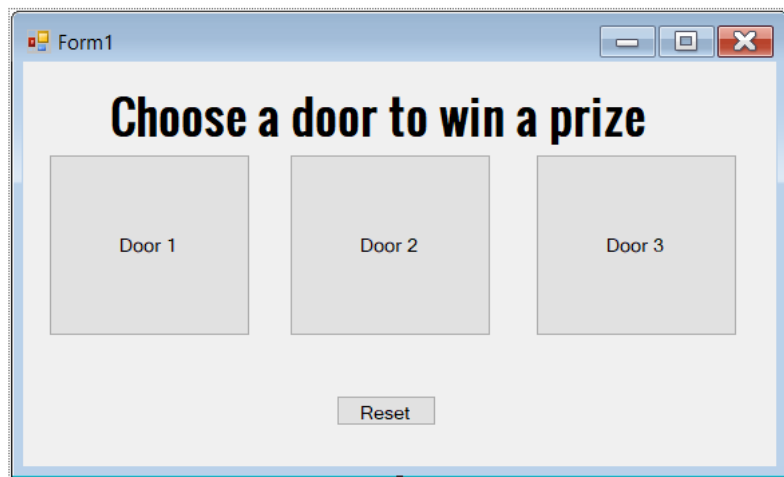 Form1
Choose a door to win a prize
Door 1
Door 2
Door 3
Reset